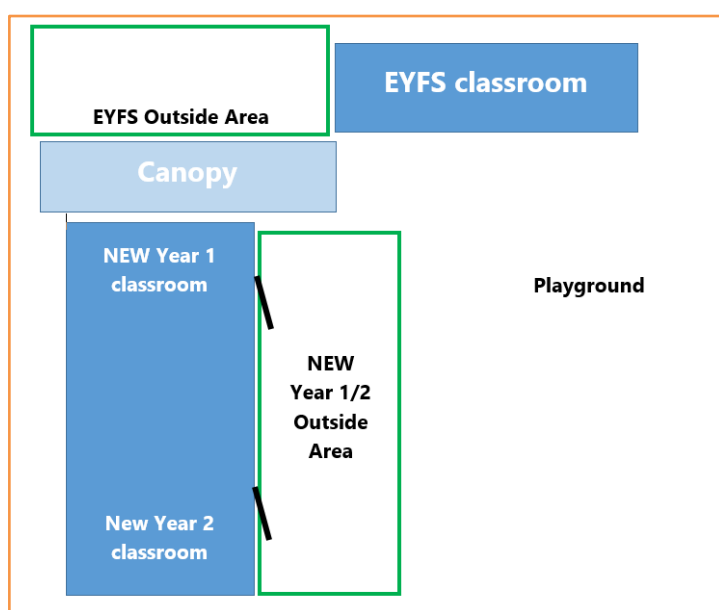 EYFS classroom
EYFS Outside Area
Canopy
NEW Year 1
classroom
Playground
NEW
Year 1/2
Outside
Area
New Year 2
classroom